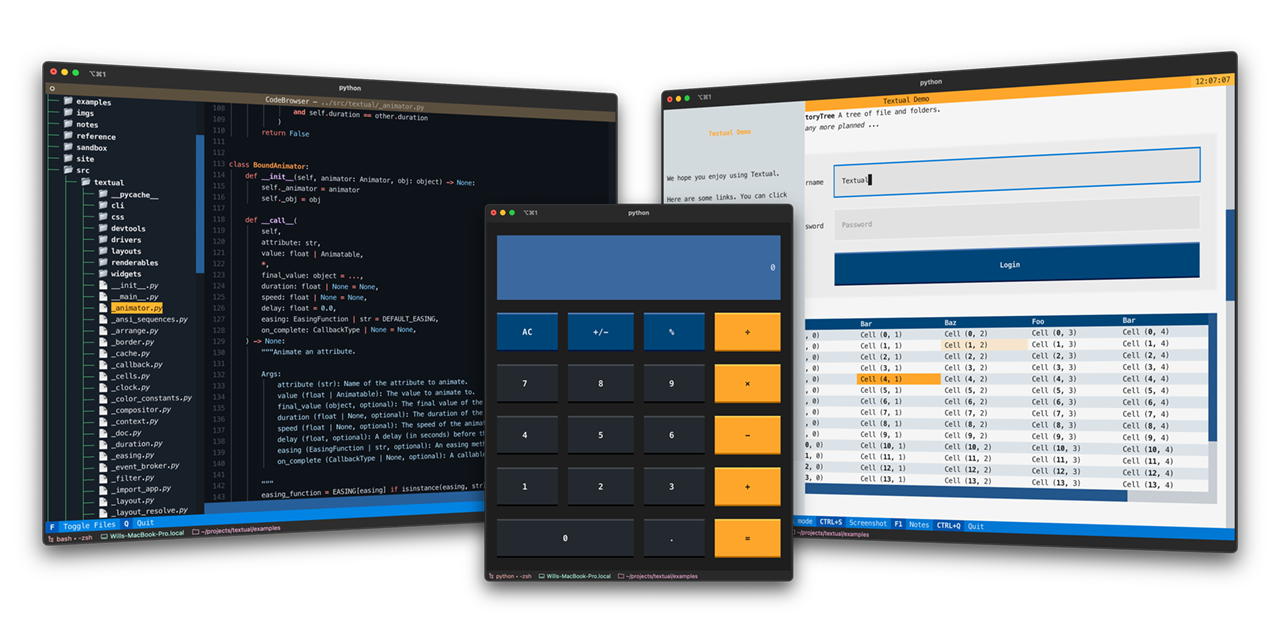 ⌥⌘1
python
CodeBrowser — ../src/textual/_animator.py
examples
imgs
notes
reference
sandbox
site
src
textual
__pycache__
cli
css
devtools
drivers
layouts
renderables
widgets
__init__.py
__main__.py
_animator.py
_ansi_sequences.py
_arrange.py
_border.py
_cache.py
_callback.py
_cells.py
_clock.py
_color_constants.py
_compositor.py
_context.py
_doc.py
_duration.py
_easing.py
_event_broker.py
_filter.py
_import_app.py
_layout.py
_layout_resolve.py
108 and self.duration == other.duration
109 )
110 return False
111
112
113 class BoundAnimator:
114 def __init__(self, animator: Animator, obj: object) -> None:
115 self._animator = animator
116 self._obj = obj
117
118 def __call__(
119 self,
120 attribute: str,
121 value: float | Animatable,
122 *,
123 final_value: object = ...,
124 duration: float | None = None,
125 speed: float | None = None,
126 delay: float = 0.0,
127 easing: EasingFunction | str = DEFAULT_EASING,
128 on_complete: CallbackType | None = None,
129 ) -> None:
130 """Animate an attribute.
131
132 Args:
133 attribute (str): Name of the attribute to animate.
134 value (float | Animatable): The value to animate to.
135 final_value (object, optional): The final value of the
136 duration (float | None, optional): The duration of the
137 speed (float | None, optional): The speed of the anima
138 delay (float, optional): A delay (in seconds) before th
139 easing (EasingFunction | str, optional): An easing meth
140 on_complete (CallbackType | None, optional): A callabl
141
142 """
143 easing_function = EASING[easing] if isinstance(easing, str)
F Toggle Files Q Quit
bash • -zsh Wills-MacBook-Pro.local ~/projects/textual/examples
⌥⌘1
python
0
AC +/- % ÷
7 8 9 ×
4 5 6 -
1 2 3 +
0 . =
python • -zsh Wills-MacBook-Pro.local ~/projects/textual/examples
⌥⌘1
python
Textual Demo 12:07:07
Textual Demo
We hope you enjoy using Textual.
Here are some links. You can click
toryTree A tree of file and folders.
any more planned ...
rname Textual
sword Password
Login
Bar Baz Foo Bar
, 0) Cell (0, 1) Cell (0, 2) Cell (0, 3) Cell (0, 4)
, 0) Cell (1, 1) Cell (1, 2) Cell (1, 3) Cell (1, 4)
, 0) Cell (2, 1) Cell (2, 2) Cell (2, 3) Cell (2, 4)
, 0) Cell (3, 1) Cell (3, 2) Cell (3, 3) Cell (3, 4)
, 0) Cell (4, 1) Cell (4, 2) Cell (4, 3) Cell (4, 4)
, 0) Cell (5, 1) Cell (5, 2) Cell (5, 3) Cell (5, 4)
, 0) Cell (6, 1) Cell (6, 2) Cell (6, 3) Cell (6, 4)
, 0) Cell (7, 1) Cell (7, 2) Cell (7, 3) Cell (7, 4)
, 0) Cell (8, 1) Cell (8, 2) Cell (8, 3) Cell (8, 4)
, 0) Cell (9, 1) Cell (9, 2) Cell (9, 3) Cell (9, 4)
0, 0) Cell (10, 1) Cell (10, 2) Cell (10, 3) Cell (10, 4)
1, 0) Cell (11, 1) Cell (11, 2) Cell (11, 3) Cell (11, 4)
2, 0) Cell (12, 1) Cell (12, 2) Cell (12, 3) Cell (12, 4)
3, 0) Cell (13, 1) Cell (13, 2) Cell (13, 3) Cell (13, 4)
mode CTRL+S Screenshot F1 Notes CTRL+Q Quit
~/projects/textual/examples